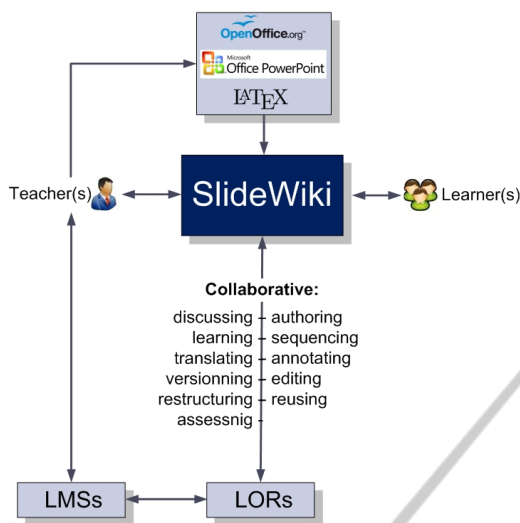 OpenOffice.org™
Microsoft
Office PowerPoint
LATEX
Teacher(s)
SlideWiki
Learner(s)
Collaborative:
discussing - authoring
learning - sequencing
translating - annotating
versionning - editing
restructuring - reusing
assessnig -
LMSs
LORs